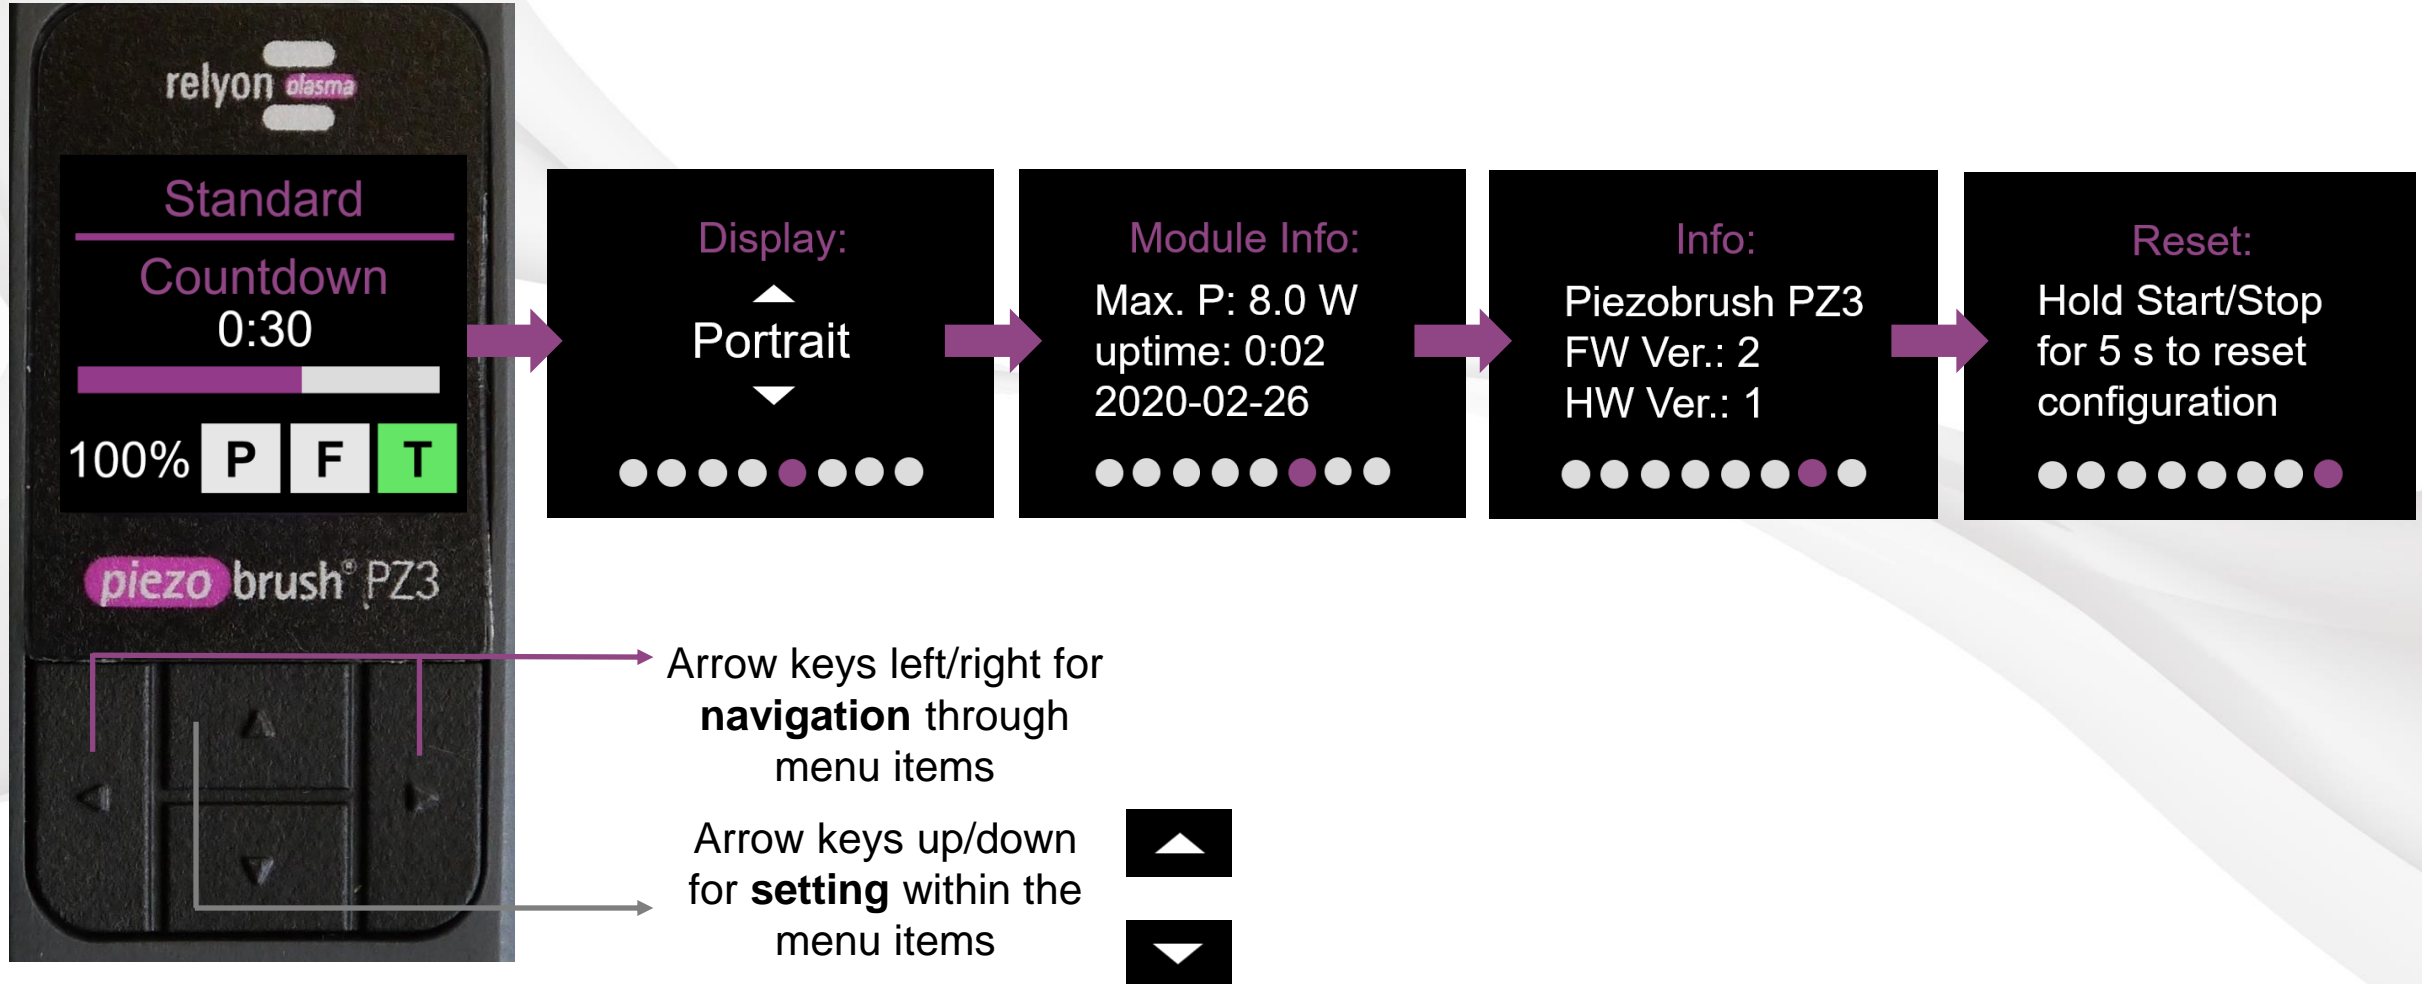 relyon plasma
Standard
Countdown
0:30
100% P F T
piezo brush® PZ3
Display:
Portrait
Module Info:
Max. P: 8.0 W
uptime: 0:02
2020-02-26
Info:
Piezobrush PZ3
FW Ver.: 2
HW Ver.: 1
Reset:
Hold Start/Stop
for 5 s to reset
configuration
Arrow keys left/right for
navigation through
menu items
Arrow keys up/down
for setting within the
menu items